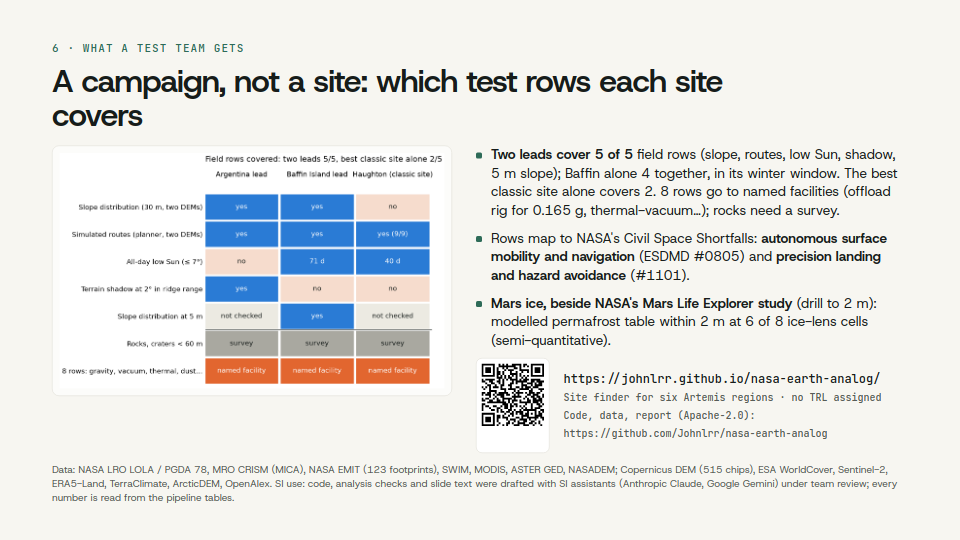 6 · WHAT A TEST TEAM GETS
A campaign, not a site: which test rows each site
covers
Field rows covered: two leads 5/5, best classic site alone 2/5
Argentina lead Baffin Island lead Haughton (classic site)
Slope distribution (30 m, two DEMs) yes yes no
Simulated routes (planner, two DEMs) yes yes yes (9/9)
All-day low Sun (≤ 7°) no 71 d 40 d
Terrain shadow at 2° in ridge range yes no no
Slope distribution at 5 m not checked yes not checked
Rocks, craters < 60 m survey survey survey
8 rows: gravity, vacuum, thermal, dust... named facility named facility named facility
Two leads cover 5 of 5 field rows (slope, routes, low Sun, shadow,
5 m slope); Baffin alone 4 together, in its winter window. The best
classic site alone covers 2. 8 rows go to named facilities (offload
rig for 0.165 g, thermal-vacuum…); rocks need a survey.
Rows map to NASA's Civil Space Shortfalls: autonomous surface
mobility and navigation (ESDMD #0805) and precision landing
and hazard avoidance (#1101).
Mars ice, beside NASA's Mars Life Explorer study (drill to 2 m):
modelled permafrost table within 2 m at 6 of 8 ice-lens cells
(semi-quantitative).
https://johnlrr.github.io/nasa-earth-analog/
Site finder for six Artemis regions · no TRL assigned
Code, data, report (Apache-2.0):
https://github.com/Johnlrr/nasa-earth-analog
Data: NASA LRO LOLA / PGDA 78, MRO CRISM (MICA), NASA EMIT (123 footprints), SWIM, MODIS, ASTER GED, NASADEM; Copernicus DEM (515 chips), ESA WorldCover, Sentinel-2,
ERA5-Land, TerraClimate, ArcticDEM, OpenAlex. SI use: code, analysis checks and slide text were drafted with SI assistants (Anthropic Claude, Google Gemini) under team review; every
number is read from the pipeline tables.